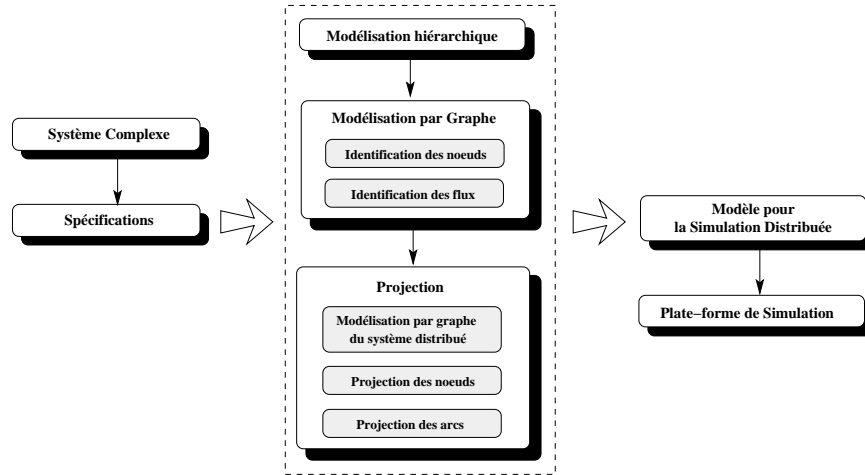 Système Complexe
Spécifications
Modélisation hiérarchique
Modélisation par Graphe
Identification des noeuds
Identification des flux
Projection
Modélisation par graphe
du système distribué
Projection des noeuds
Projection des arcs
Modèle pour
la Simulation Distribuée
Plate−forme de Simulation